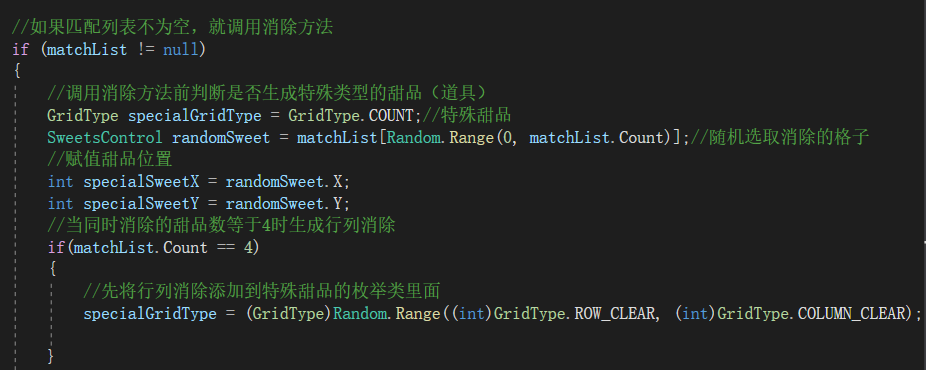 //如果匹配列表不为空，就调用消除方法
if (matchList != null)
{
//调用消除方法前判断是否生成特殊类型的甜品（道具）
GridType specialGridType = GridType.COUNT;//特殊甜品
SweetsControl randomSweet = matchList[Random.Range(0, matchList.Count)];//随机选取消除的格子
//赋值甜品位置
int specialSweetX = randomSweet.X;
int specialSweetY = randomSweet.Y;
//当同时消除的甜品数等于4时生成行列消除
if(matchList.Count == 4)
{
//先将行列消除添加到特殊甜品的枚举类里面
specialGridType = (GridType)Random.Range((int)GridType.ROW_CLEAR, (int)GridType.COLUMN_CLEAR);
}